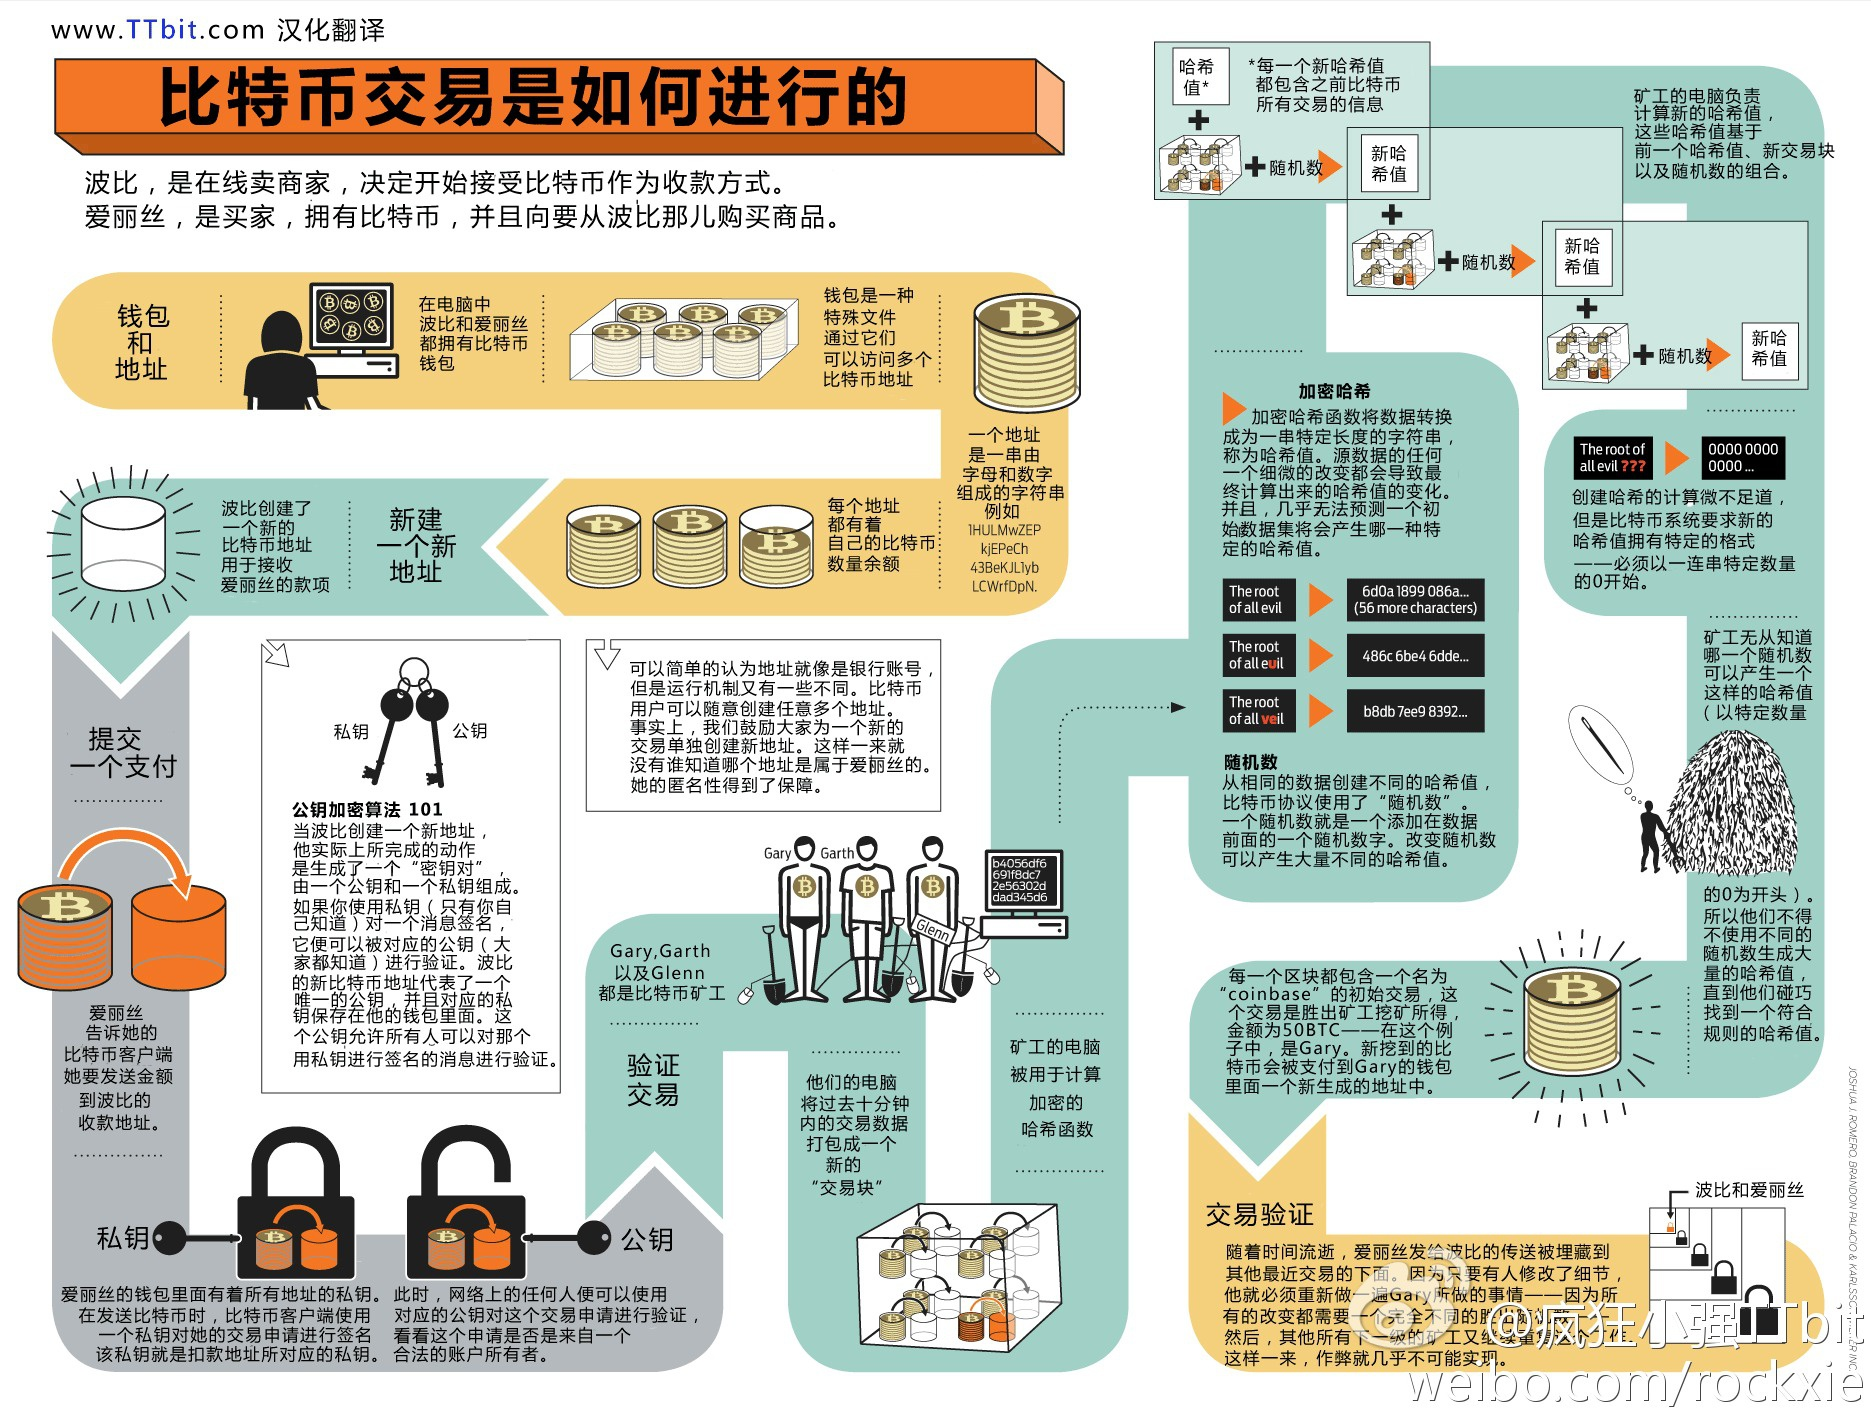 www.TTbit.com 汉化翻译
比特币交易是如何进行的
波比，是在线卖商家，决定开始接受比特币作为收款方式。
爱丽丝，是买家，拥有比特币，并且向要从波比那儿购买商品。
钱包
和
地址
在电脑中
波比和爱丽丝
都拥有比特币
钱包
钱包是一种
特殊文件
通过它们
可以访问多个
比特币地址
一个地址
是一串由
字母和数字
组成的字符串
例如
1HULMwZEP
kjEPeCh
43BeKJL1yb
LCWrfDpN.
每个地址
都有着
自己的比特币
数量余额
新建
一个新
地址
波比创建了
一个新的
比特币地址
用于接收
爱丽丝的款项
提交
一个支付
爱丽丝
告诉她的
比特币客户端
她要发送金额
到波比的
收款地址。
私钥
公钥
公钥加密算法 101
当波比创建一个新地址，
他实际上所完成的动作
是生成了一个“密钥对”，
由一个公钥和一个私钥组成。
如果你使用私钥（只有你自
己知道）对一个消息签名，
它便可以被对应的公钥（大
家都知道）进行验证。波比
的新比特币地址代表了一个
唯一的公钥，并且对应的私
钥保存在他的钱包里面。这
个公钥允许所有人可以对那个
用私钥进行签名的消息进行验证。
可以简单的认为地址就像是银行账号，
但是运行机制又有一些不同。比特币
用户可以随意创建任意多个地址。
事实上，我们鼓励大家为一个新的
交易单独创建新地址。这样一来就
没有谁知道哪个地址是属于爱丽丝的。
她的匿名性得到了保障。
私钥
公钥
爱丽丝的钱包里面有着所有地址的私钥。
在发送比特币时，比特币客户端使用
一个私钥对她的交易申请进行签名
该私钥就是扣款地址所对应的私钥。
此时，网络上的任何人便可以使用
对应的公钥对这个交易申请进行验证，
看看这个申请是否是来自一个
合法的账户所有者。
Gary
Garth
Glenn
b4056df6
691f8dc7
2e56302d
dad345d6
Gary,Garth
以及Glenn
都是比特币矿工
验证
交易
他们的电脑
将过去十分钟
内的交易数据
打包成一个
新的
“交易块”
矿工的电脑
被用于计算
加密的
哈希函数
哈希
值*
*每一个新哈希值
都包含之前比特币
所有交易的信息
随机数
新哈
希值
随机数
新哈
希值
随机数
新哈
希值
矿工的电脑负责
计算新的哈希值，
这些哈希值基于
前一个哈希值、新交易块
以及随机数的组合。
加密哈希
加密哈希函数将数据转换
成为一串特定长度的字符串，
称为哈希值。源数据的任何
一个细微的改变都会导致最
终计算出来的哈希值的变化。
并且，几乎无法预测一个初
始数据集将会产生哪一种特
定的哈希值。
The root
of all evil
6d0a 1899 086a...
(56 more characters)
The root
of all euil
486c 6be4 6dde...
The root
of all veil
b8db 7ee9 8392...
随机数
从相同的数据创建不同的哈希值，
比特币协议使用了“随机数”。
一个随机数就是一个添加在数据
前面的一个随机数字。改变随机数
可以产生大量不同的哈希值。
The root of
all evil ???
0000 0000
0000 ...
创建哈希的计算微不足道，
但是比特币系统要求新的
哈希值拥有特定的格式
——必须以一连串特定数量
的0开始。
矿工无从知道
哪一个随机数
可以产生一个
这样的哈希值
（以特定数量
的0为开头）。
所以他们不得
不使用不同的
随机数生成大
量的哈希值，
直到他们碰巧
找到一个符合
规则的哈希值。
每一个区块都包含一个名为
“coinbase”的初始交易，这
个交易是胜出矿工挖矿所得，
金额为50BTC——在这个例
子中，是Gary。新挖到的比
特币会被支付到Gary的钱包
里面一个新生成的地址中。
交易验证
波比和爱丽丝
随着时间流逝，爱丽丝发给波比的传送被埋藏到
其他最近交易的下面。因为只要有人修改了细节，
他就必须重新做一遍Gary所做的事情——因为所
有的改变都需要一个完全不同的胜出随机数
然后，其他所有下一级的矿工又继续重复这个工作。
这样一来，作弊就几乎不可能实现。
@疯狂小强TTbit
weibo.com/rockxie
JOSHUA J. ROMERO, BRANDON PALACIO & KARLSSO
INC.